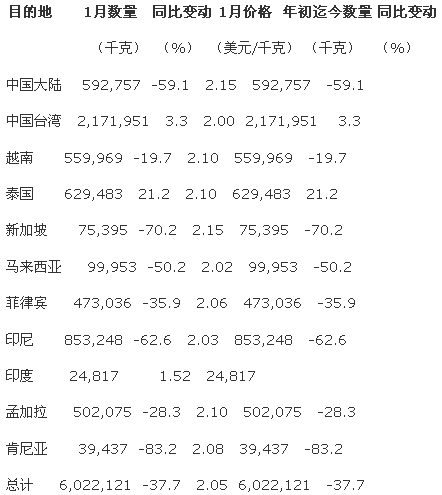 目的地 1月数量 同比变动 1月价格 年初迄今数量 同比变动
（千克） （%） （美元/千克） （千克） （%）
中国大陆 592,757 -59.1 2.15 592,757 -59.1
中国台湾 2,171,951 3.3 2.00 2,171,951 3.3
越南 559,969 -19.7 2.10 559,969 -19.7
泰国 629,483 21.2 2.10 629,483 21.2
新加坡 75,395 -70.2 2.15 75,395 -70.2
马来西亚 99,953 -50.2 2.02 99,953 -50.2
菲律宾 473,036 -35.9 2.06 473,036 -35.9
印尼 853,248 -62.6 2.03 853,248 -62.6
印度 24,817 1.52 24,817
孟加拉 502,075 -28.3 2.10 502,075 -28.3
肯尼亚 39,437 -83.2 2.08 39,437 -83.2
总计 6,022,121 -37.7 2.05 6,022,121 -37.7